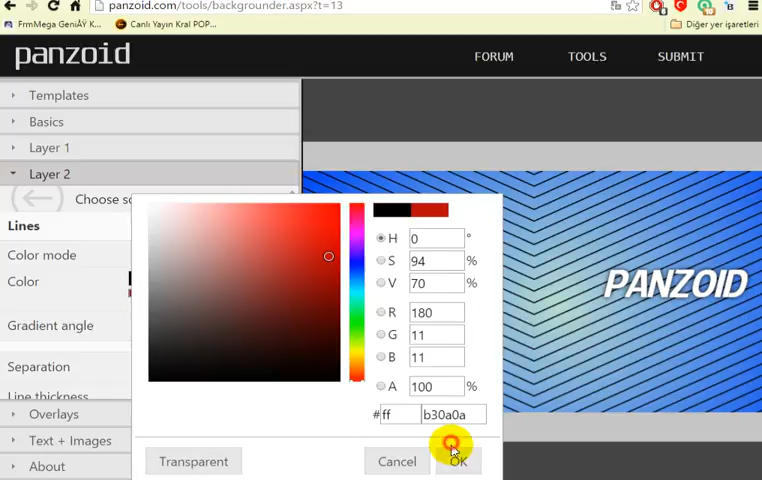 panzoid.com/tools/backgrounder.aspx?t=13
FrmMega GeniÅŸ K...
Canlı Yayın Kral POP...
Diğer yer işaretleri
panzoid
FORUM
TOOLS
SUBMIT
Templates
Basics
Layer 1
Layer 2
Choose sc
Lines
Color mode
Color
Gradient angle
Separation
Line thickness
Overlays
Text + Images
About
H 0 °
S 94 %
V 70 %
R 180
G 11
B 11
A 100 %
# ff b30a0a
Transparent
Cancel
OK
PANZOID